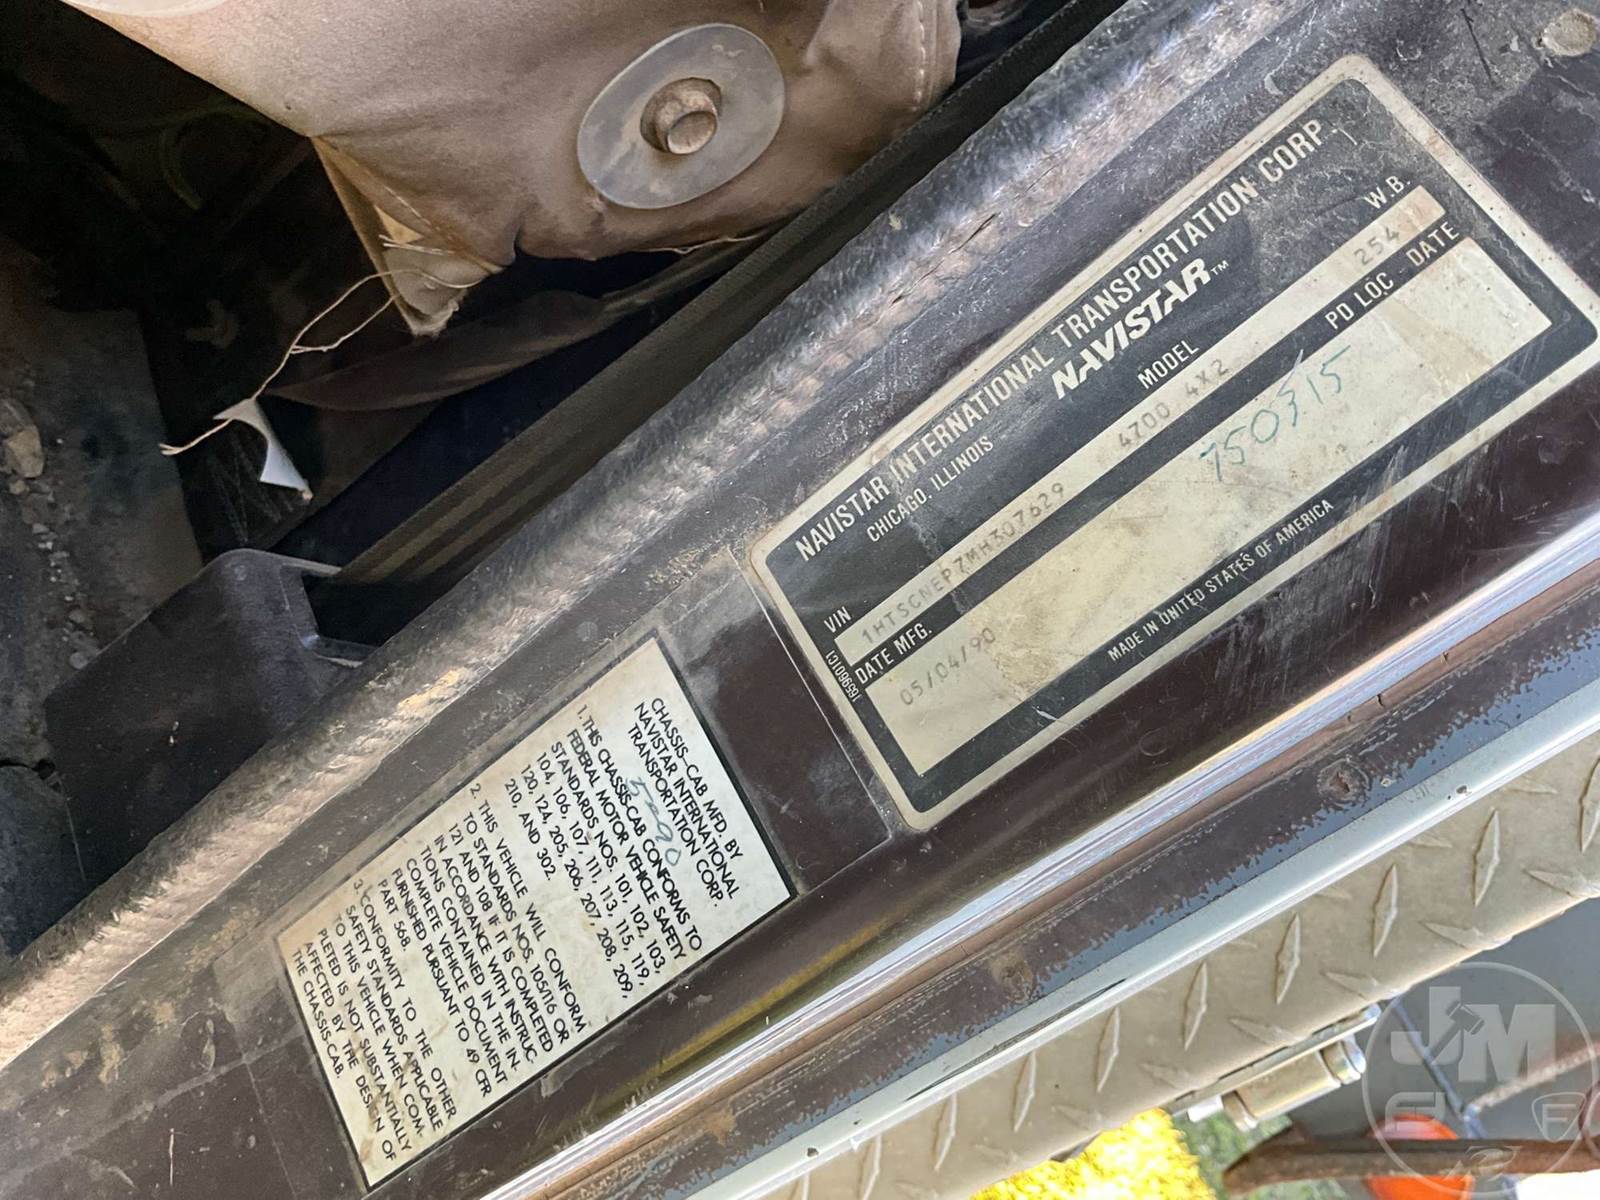 NAVISTAR INTERNATIONAL TRANSPORTATION CORP.
CHICAGO, ILLINOIS
NAVISTAR™
VIN MODEL W.B.
1HTSCNEP7MH307629 4700 4X2 254
DATE MFG. PD LOC - DATE
05/04/90 750315
1659601C1
MADE IN UNITED STATES OF AMERICA
CHASSIS-CAB MFD. BY
NAVISTAR INTERNATIONAL
TRANSPORTATION CORP.
5-90
1. THIS CHASSIS-CAB CONFORMS TO
FEDERAL MOTOR VEHICLE SAFETY
STANDARDS NOS. 101, 102, 103,
104, 106, 107, 111, 113, 115, 119,
120, 124, 205, 206, 207, 208, 209,
210, AND 302.
2. THIS VEHICLE WILL CONFORM
TO STANDARDS NOS. 105/116 OR
121 AND 108 IF IT IS COMPLETED
IN ACCORDANCE WITH INSTRUC-
TIONS CONTAINED IN THE IN-
COMPLETE VEHICLE DOCUMENT
FURNISHED PURSUANT TO 49 CFR
PART 568.
3. CONFORMITY TO THE OTHER
SAFETY STANDARDS APPLICABLE
TO THIS VEHICLE WHEN COM-
PLETED IS NOT SUBSTANTIALLY
AFFECTED BY THE DESIGN OF
THE CHASSIS-CAB.
JM